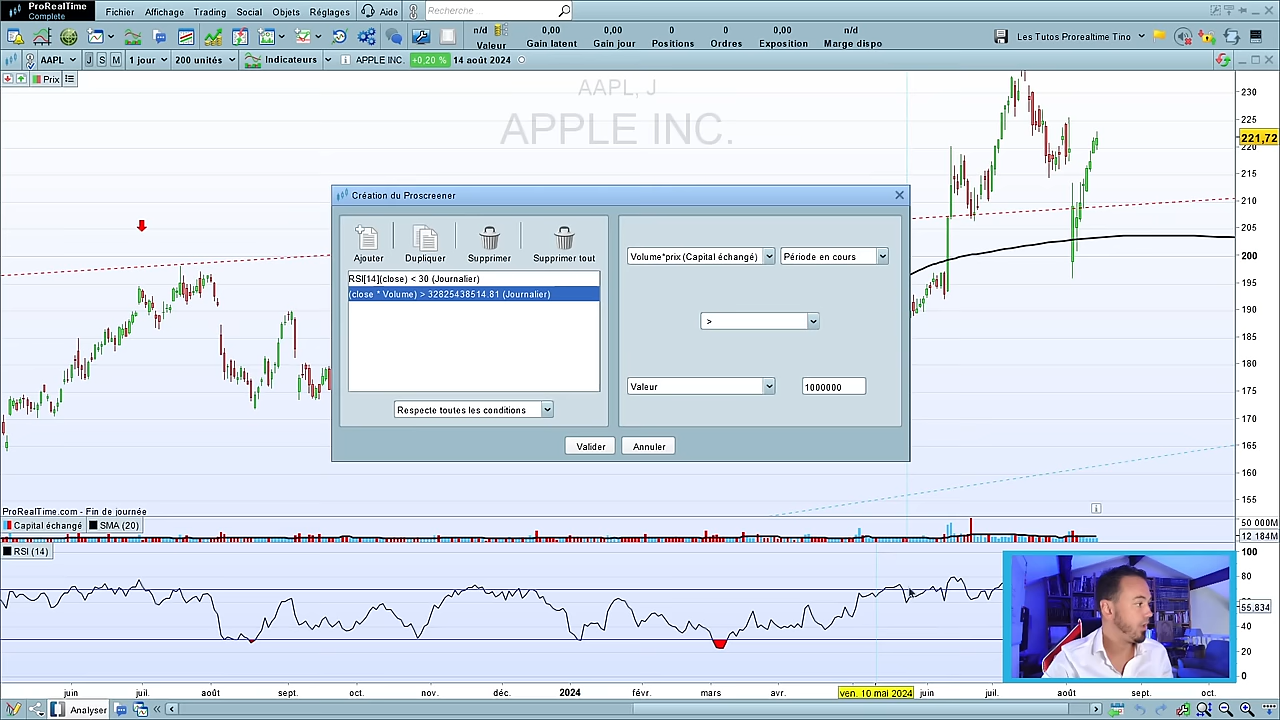 ProRealTime
Complete
Fichier Affichage Trading Social Objets Réglages Aide
Recherche
n/d 0,00 0,00 0 0 0,00 n/d
Valeur Gain latent Gain jour Positions Ordres Exposition Marge dispo
Les Tutos Prorealtime Tino
AAPL J S M 1 jour 200 unités Indicateurs APPLE INC. +0,20 % 14 août 2024
Prix
AAPL, J
APPLE INC.
Création du Proscreener
Ajouter Dupliquer Supprimer Supprimer tout
RSI[14](close) < 30 (Journalier)
(close * Volume) > 32825438514.81 (Journalier)
Respecte toutes les conditions
Volume*prix (Capital échangé) Période en cours
>
Valeur 1000000
Valider Annuler
230
225
221,72
220
215
210
205
200
195
190
185
180
175
170
165
160
155
ProRealTime.com - Fin de journée
Capital échangé SMA (20)
50 000M
12 184M
RSI (14)
100
80
55,834
40
20
0
juin juil. août sept. oct. nov. déc. 2024 févr. mars avr. ven. 10 mai 2024 juin juil. août sept. oct.
Analyser